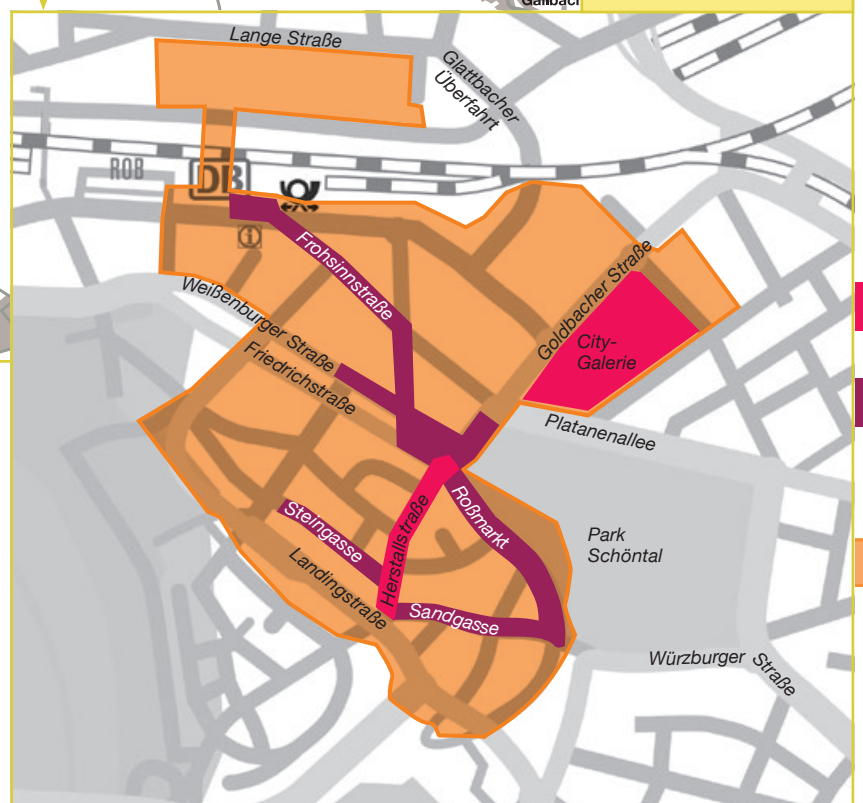 Gailbach
Lange Straße
Glattbacher
Überfahrt
ROB
DB
i
Frohsinnstraße
Goldbacher Straße
Weißenburger Straße
Friedrichstraße
City-
Galerie
Platanenallee
Roßmarkt
Steingasse
Herstallstraße
Park
Schöntal
Landingstraße
Sandgasse
Würzburger Straße